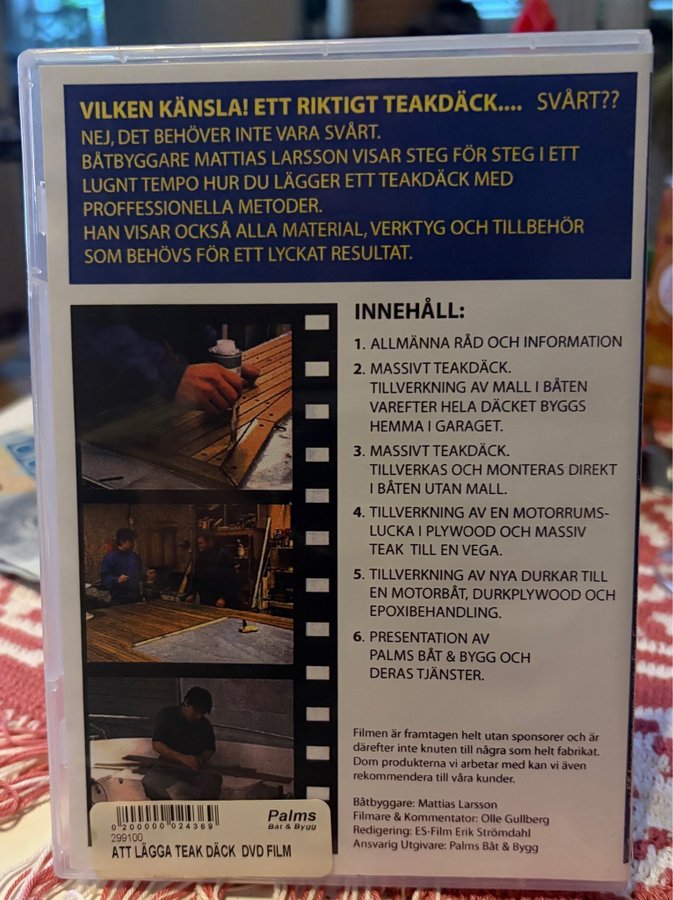 VILKEN KÄNSLA! ETT RIKTIGT TEAKDÄCK.... SVÅRT??
NEJ, DET BEHÖVER INTE VARA SVÅRT.
BÅTBYGGARE MATTIAS LARSSON VISAR STEG FÖR STEG I ETT
LUGNT TEMPO HUR DU LÄGGER ETT TEAKDÄCK MED
PROFFESSIONELLA METODER.
HAN VISAR OCKSÅ ALLA MATERIAL, VERKTYG OCH TILLBEHÖR
SOM BEHÖVS FÖR ETT LYCKAT RESULTAT.
INNEHÅLL:
1. ALLMÄNNA RÅD OCH INFORMATION
2. MASSIVT TEAKDÄCK.
TILLVERKNING AV MALL I BÅTEN
VAREFTER HELA DÄCKET BYGGS
HEMMA I GARAGET.
3. MASSIVT TEAKDÄCK.
TILLVERKAS OCH MONTERAS DIREKT
I BÅTEN UTAN MALL.
4. TILLVERKNING AV EN MOTORRUMS-
LUCKA I PLYWOOD OCH MASSIV
TEAK TILL EN VEGA.
5. TILLVERKNING AV NYA DURKAR TILL
EN MOTORBÅT, DURKPLYWOOD OCH
EPOXIBEHANDLING.
6. PRESENTATION AV
PALMS BÅT & BYGG OCH
DERAS TJÄNSTER.
Filmen är framtagen helt utan sponsorer och är
därefter inte knuten till några som helt fabrikat.
Dom produkterna vi arbetar med kan vi även
rekommendera till våra kunder.
Båtbyggare: Mattias Larsson
Filmare & Kommentator: Olle Gullberg
Redigering: ES-Film Erik Strömdahl
Ansvarig Utgivare: Palms Båt & Bygg
0 200000 024369
299100
Palms
Båt & Bygg
ATT LÄGGA TEAK DÄCK DVD FILM